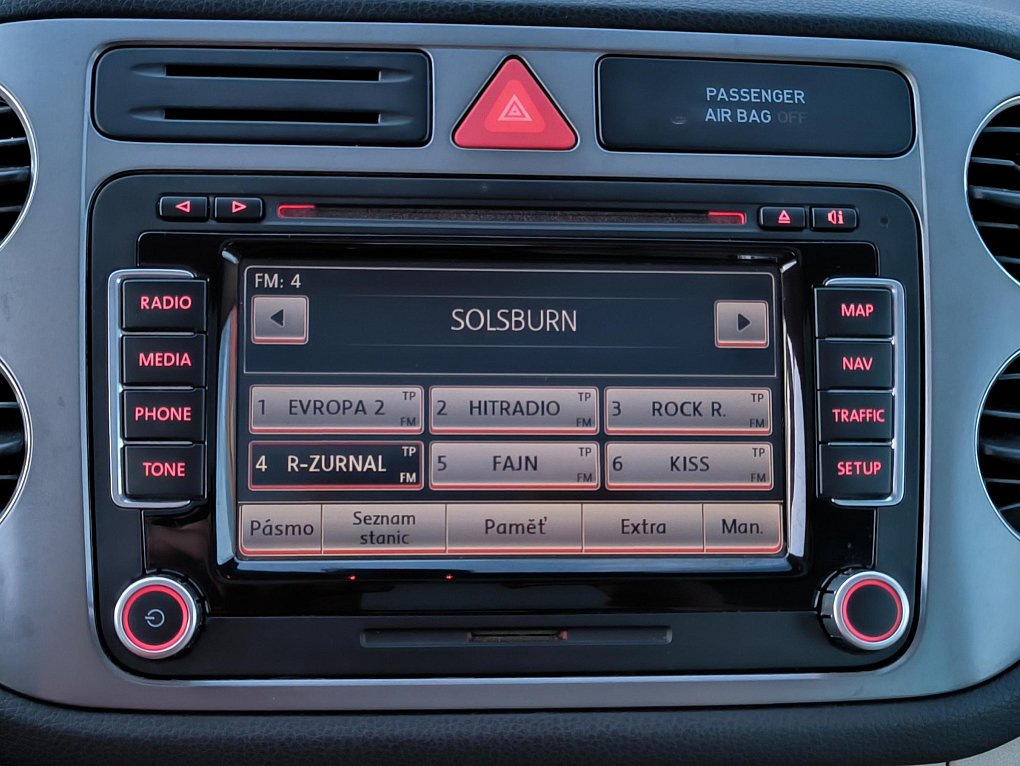 PASSENGER
AIR BAG OFF
RADIO
MEDIA
PHONE
TONE
FM: 4
SOLSBURN
1 EVROPA 2 TP FM
2 HITRADIO TP FM
3 ROCK R. TP FM
4 R-ZURNAL TP FM
5 FAJN TP FM
6 KISS TP FM
Pásmo
Seznam
stanic
Paměť
Extra
Man.
MAP
NAV
TRAFFIC
SETUP